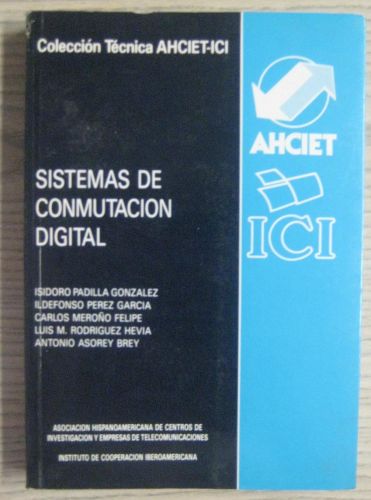 Colección Técnica AHCIET-ICI
AHCIET
ICI
SISTEMAS DE
CONMUTACION
DIGITAL
ISIDORO PADILLA GONZALEZ
ILDEFONSO PEREZ GARCIA
CARLOS MEROÑO FELIPE
LUIS M. RODRIGUEZ HEVIA
ANTONIO ASOREY BREY
ASOCIACION HISPANOAMERICANA DE CENTROS DE
INVESTIGACION Y EMPRESAS DE TELECOMUNICACIONES
INSTITUTO DE COOPERACION IBEROAMERICANA